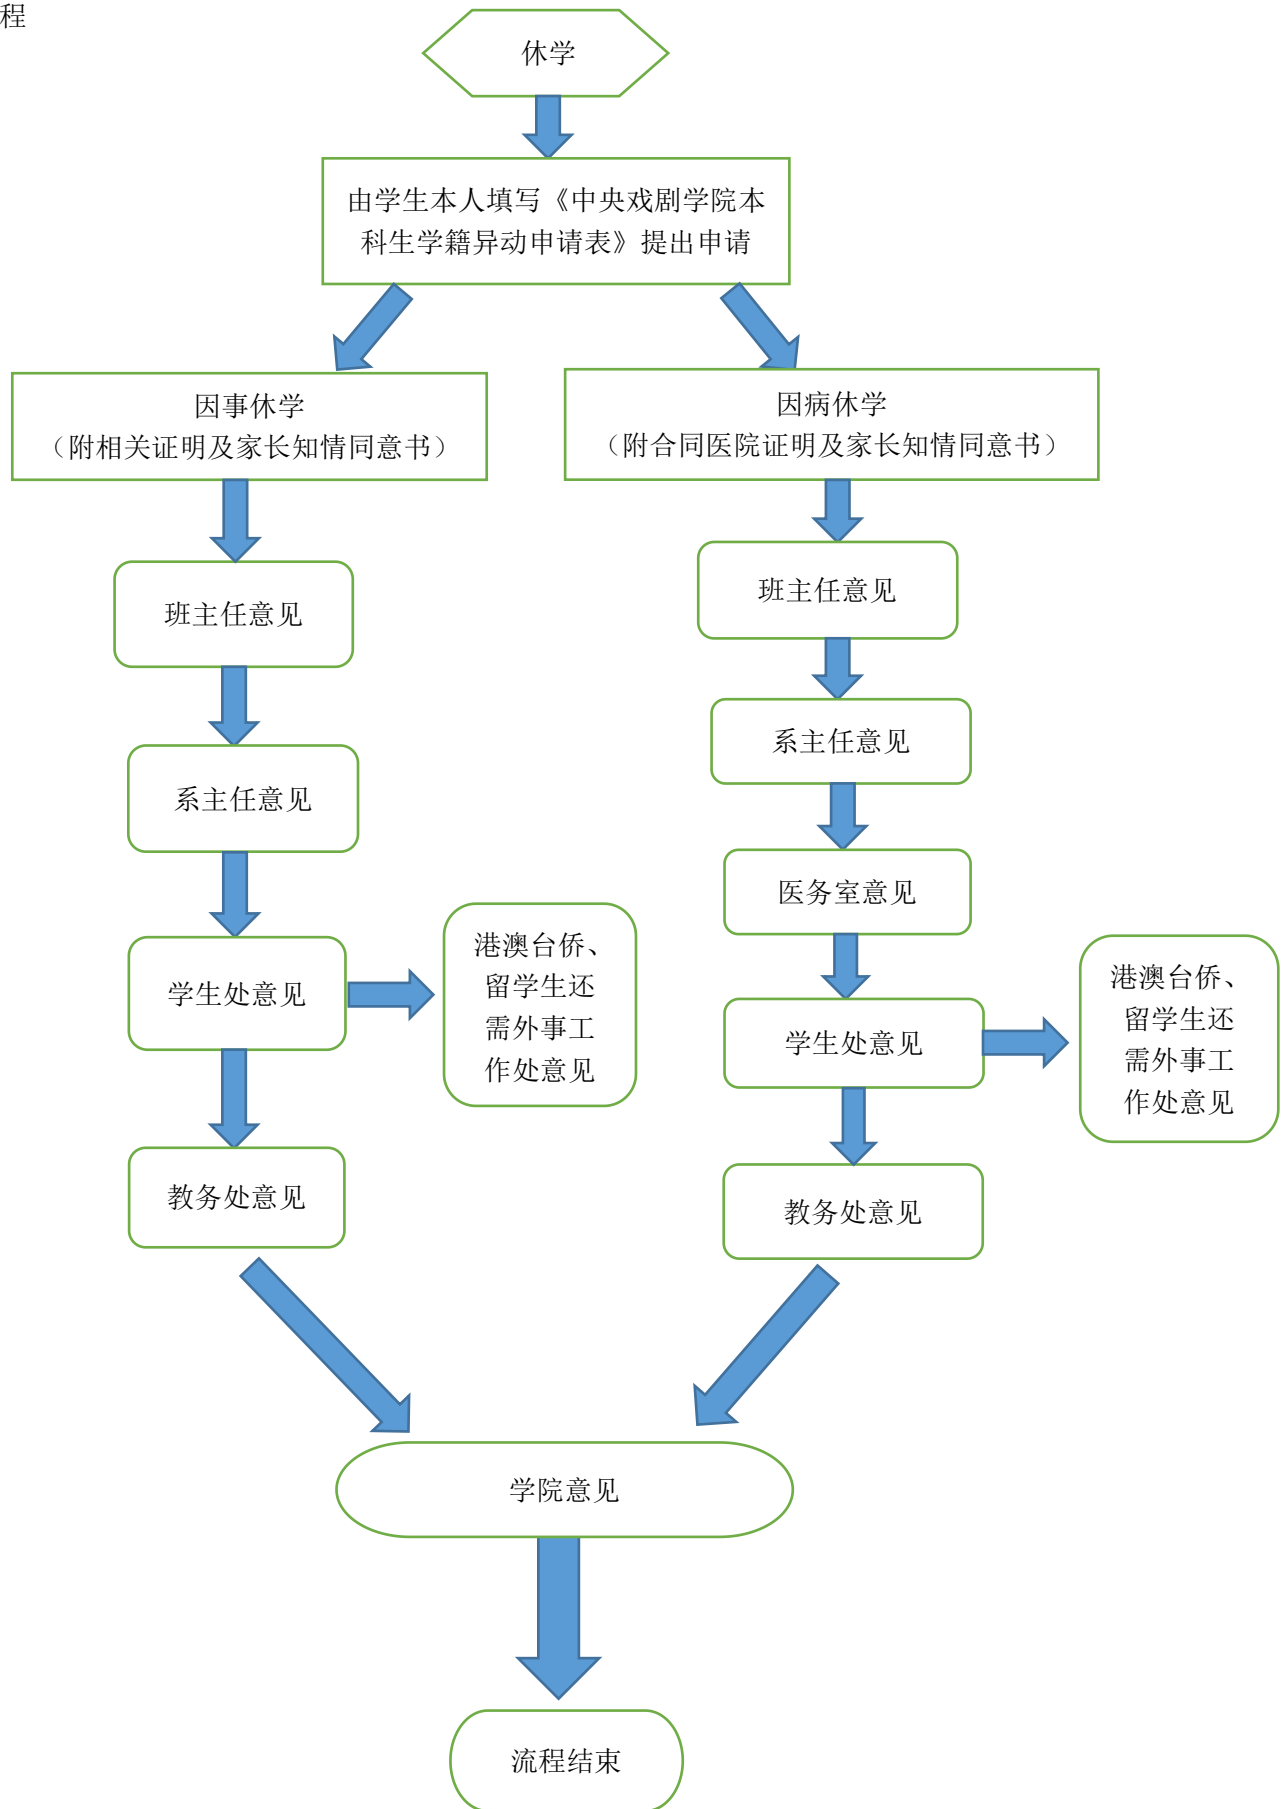 程
休学
由学生本人填写《中央戏剧学院本
科生学籍异动申请表》提出申请
因事休学
（附相关证明及家长知情同意书）
因病休学
（附合同医院证明及家长知情同意书）
班主任意见
系主任意见
学生处意见
港澳台侨、
留学生还
需外事工
作处意见
教务处意见
班主任意见
系主任意见
医务室意见
学生处意见
港澳台侨、
留学生还
需外事工
作处意见
教务处意见
学院意见
流程结束